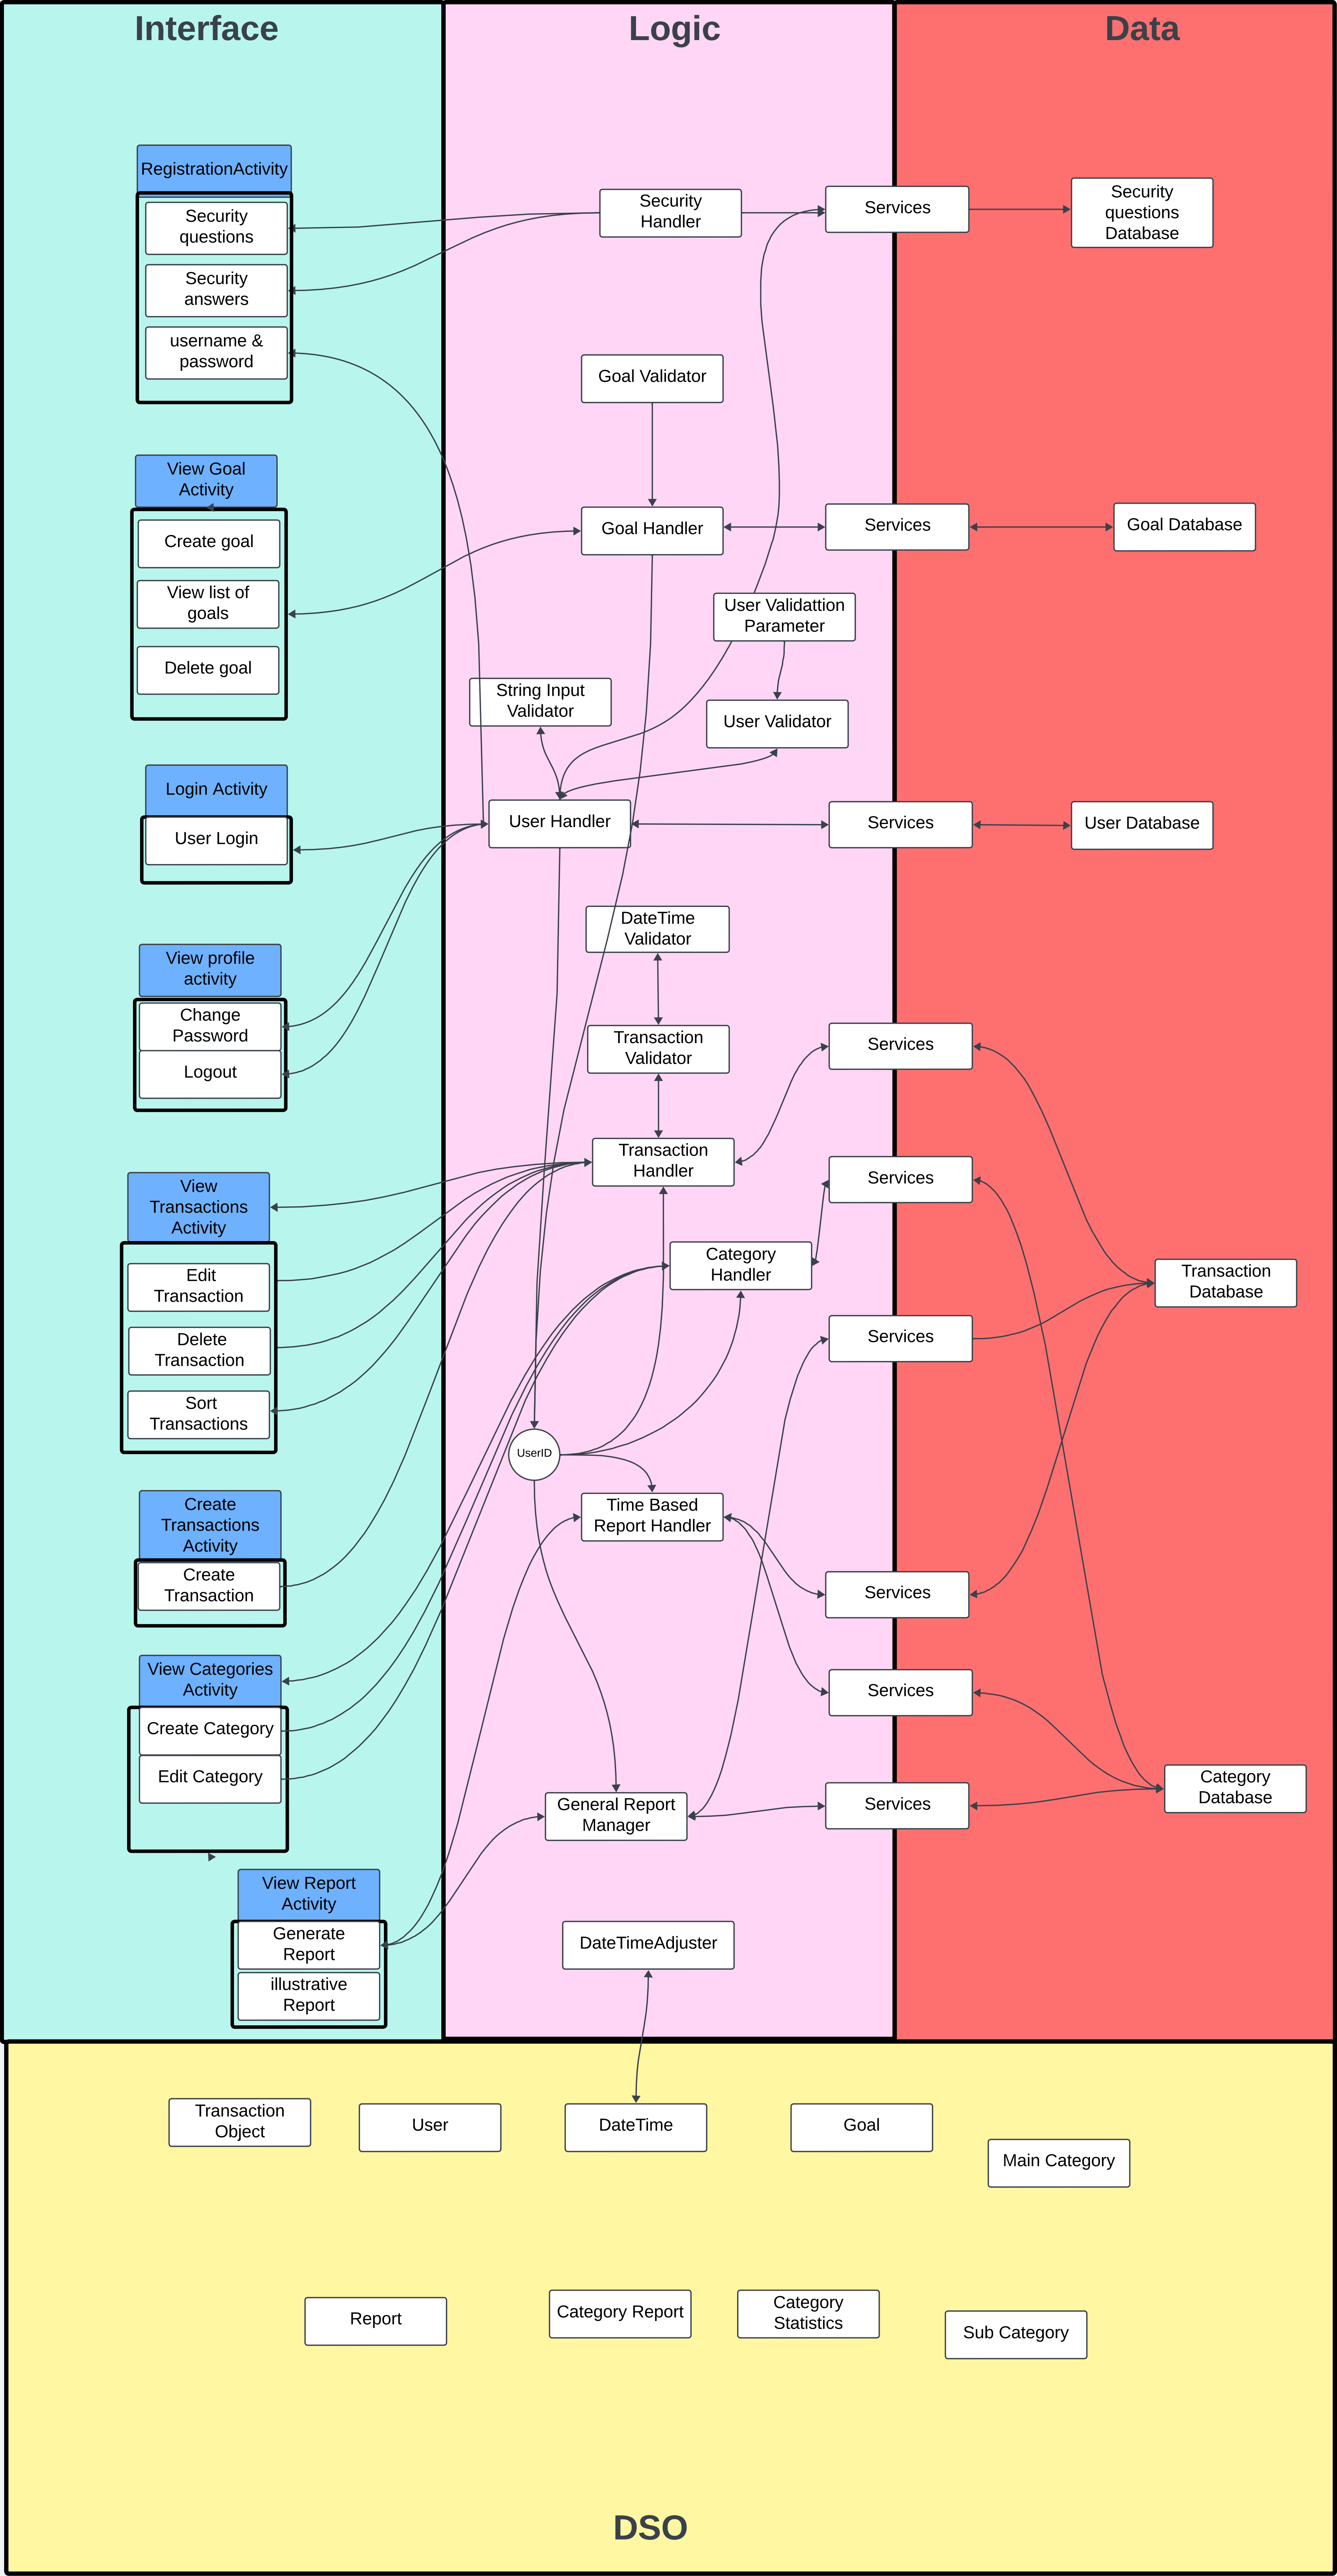 Interface
Logic
Data
RegistrationActivity
Security
questions
Security
answers
username &
password
Security
Handler
Services
Security
questions
Database
Goal Validator
View Goal
Activity
Create goal
View list of
goals
Delete goal
Goal Handler
Services
Goal Database
User Validattion
Parameter
String Input
Validator
User Validator
Login Activity
User Login
User Handler
Services
User Database
DateTime
Validator
View profile
activity
Change
Password
Logout
Transaction
Validator
Services
Transaction
Handler
Services
View
Transactions
Activity
Edit
Transaction
Delete
Transaction
Sort
Transactions
Category
Handler
Transaction
Database
Services
UserID
Time Based
Report Handler
Create
Transactions
Activity
Create
Transaction
Services
View Categories
Activity
Create Category
Edit Category
Services
General Report
Manager
Services
Category
Database
View Report
Activity
Generate
Report
illustrative
Report
DateTimeAdjuster
Transaction
Object
User
DateTime
Goal
Main Category
Report
Category Report
Category
Statistics
Sub Category
DSO